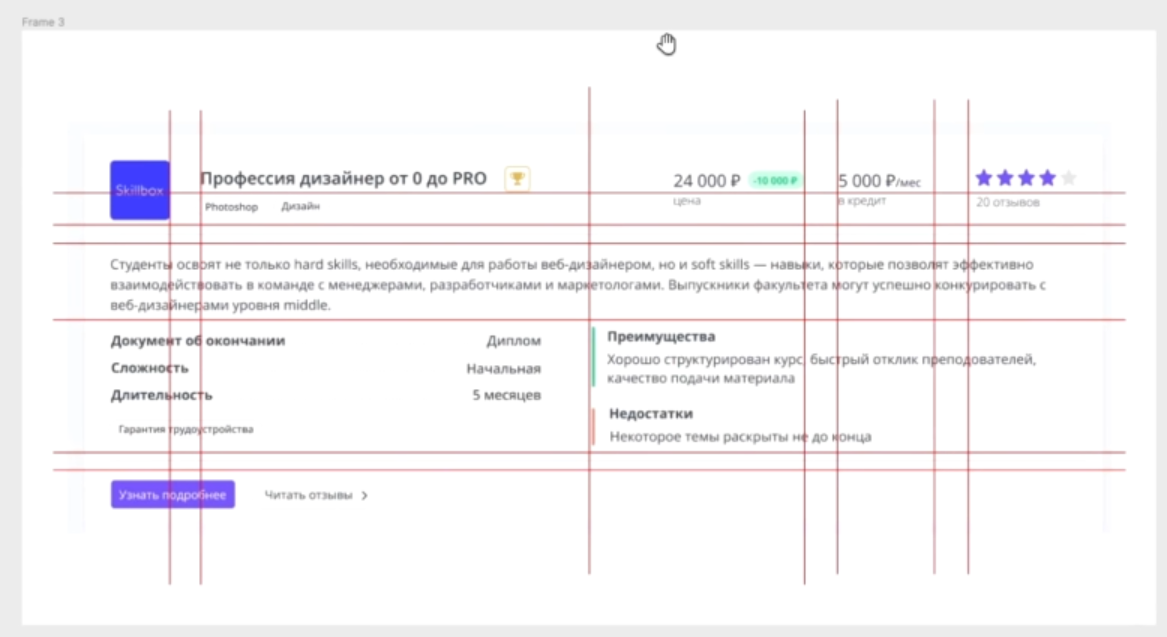 Frame 3
Skillbox
Профессия дизайнер от 0 до PRO
Photoshop Дизайн
24 000 ₽ -10 000 ₽
цена
5 000 ₽/мес
в кредит
20 отзывов
Студенты освоят не только hard skills, необходимые для работы веб-дизайнером, но и soft skills — навыки, которые позволят эффективно
взаимодействовать в команде с менеджерами, разработчиками и маркетологами. Выпускники факультета могут успешно конкурировать с
веб-дизайнерами уровня middle.
Документ об окончании Диплом
Сложность Начальная
Длительность 5 месяцев
Гарантия трудоустройства
Преимущества
Хорошо структурирован курс, быстрый отклик преподователей,
качество подачи материала
Недостатки
Некоторое темы раскрыты не до конца
Узнать подробнее Читать отзывы